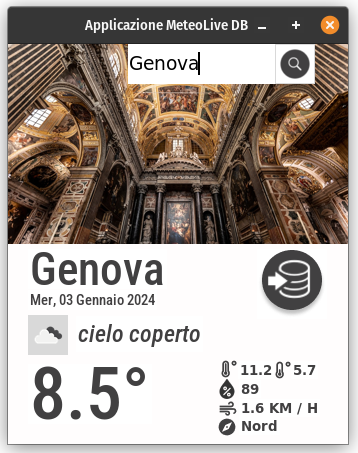 Applicazione MeteoLive DB
Genova
Genova
Mer, 03 Gennaio 2024
cielo coperto
8.5°
11.2 5.7
89
1.6 KM / H
Nord